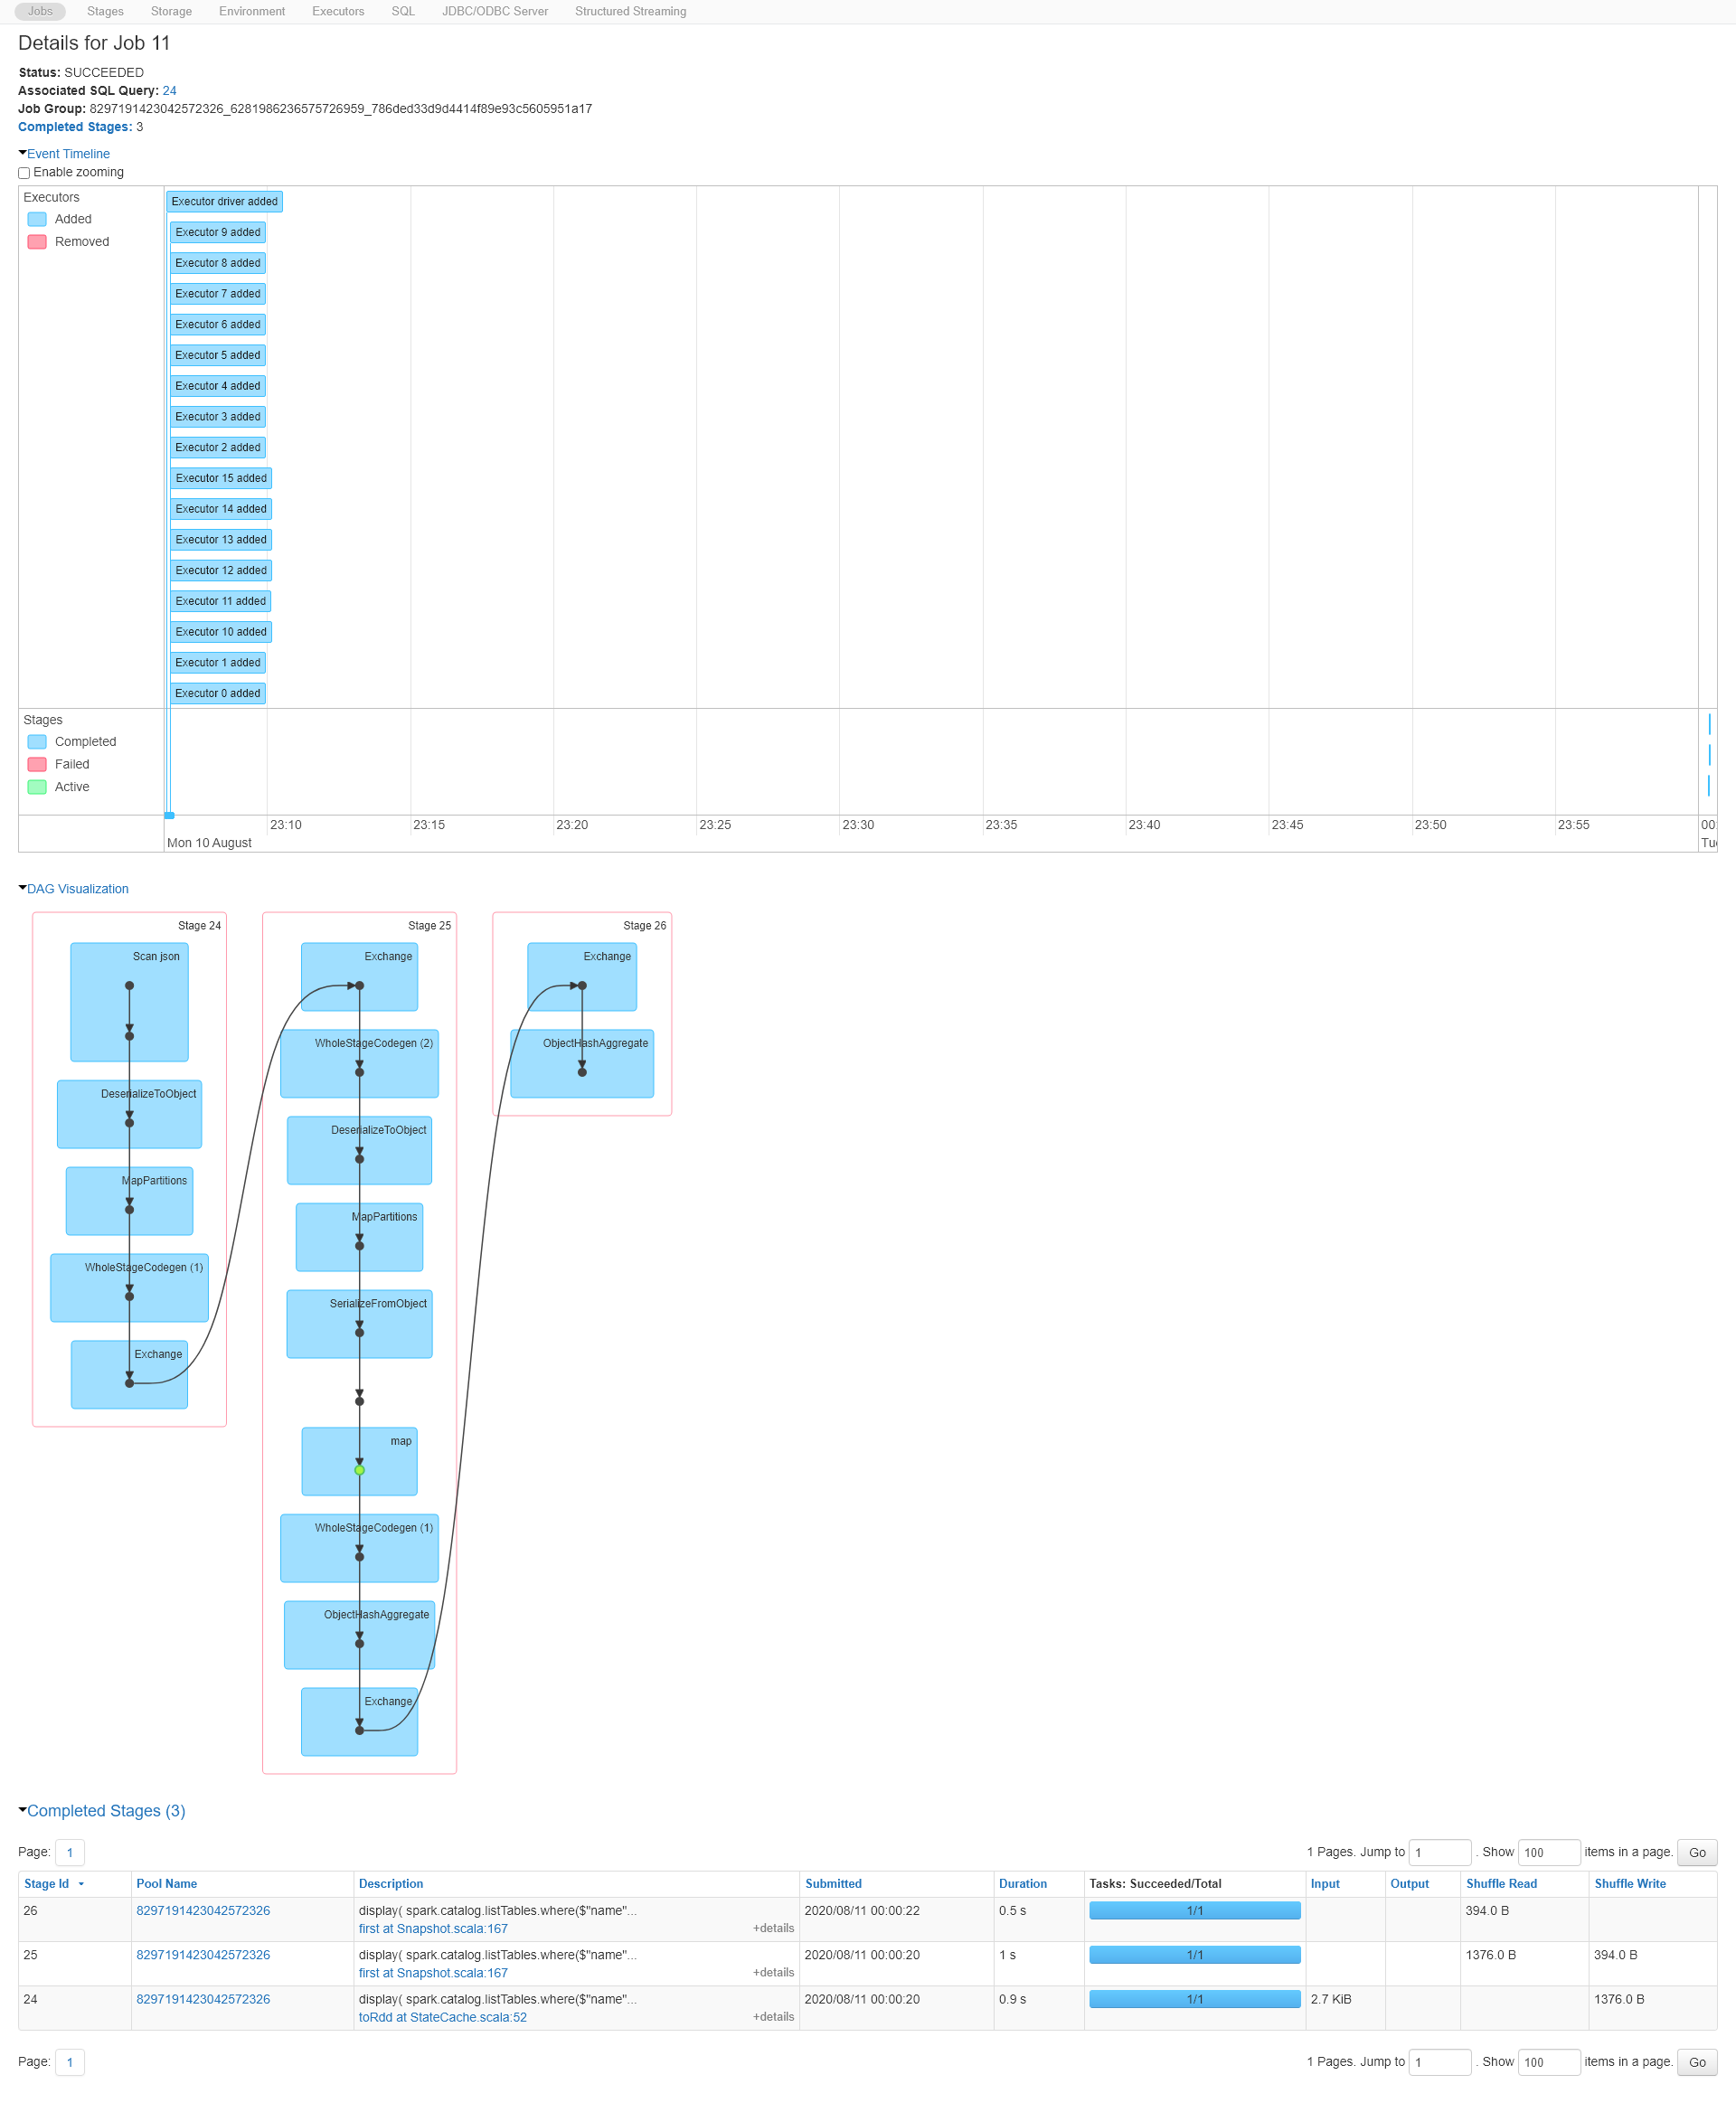 Jobs Stages Storage Environment Executors SQL JDBC/ODBC Server Structured Streaming
Details for Job 11
Status: SUCCEEDED
Associated SQL Query: 24
Job Group: 8297191423042572326_6281986236575726959_786ded33d9d4414f89e93c5605951a17
Completed Stages: 3
Event Timeline
Enable zooming
Executors
Added
Removed
Executor driver added
Executor 9 added
Executor 8 added
Executor 7 added
Executor 6 added
Executor 5 added
Executor 4 added
Executor 3 added
Executor 2 added
Executor 15 added
Executor 14 added
Executor 13 added
Executor 12 added
Executor 11 added
Executor 10 added
Executor 1 added
Executor 0 added
Stages
Completed
Failed
Active
23:10 23:15 23:20 23:25 23:30 23:35 23:40 23:45 23:50 23:55 00:
Mon 10 August Tu
DAG Visualization
Stage 24
Scan json
DeserializeToObject
MapPartitions
WholeStageCodegen (1)
Exchange
Stage 25
Exchange
WholeStageCodegen (2)
DeserializeToObject
MapPartitions
SerializeFromObject
map
WholeStageCodegen (1)
ObjectHashAggregate
Exchange
Stage 26
Exchange
ObjectHashAggregate
Completed Stages (3)
Page: 1 1 Pages. Jump to 1 . Show 100 items in a page. Go
Stage Id Pool Name Description Submitted Duration Tasks: Succeeded/Total Input Output Shuffle Read Shuffle Write
26 8297191423042572326 display( spark.catalog.listTables.where($"name"... 2020/08/11 00:00:22 0.5 s 1/1 394.0 B
first at Snapshot.scala:167 +details
25 8297191423042572326 display( spark.catalog.listTables.where($"name"... 2020/08/11 00:00:20 1 s 1/1 1376.0 B 394.0 B
first at Snapshot.scala:167 +details
24 8297191423042572326 display( spark.catalog.listTables.where($"name"... 2020/08/11 00:00:20 0.9 s 1/1 2.7 KiB 1376.0 B
toRdd at StateCache.scala:52 +details
Page: 1 1 Pages. Jump to 1 . Show 100 items in a page. Go